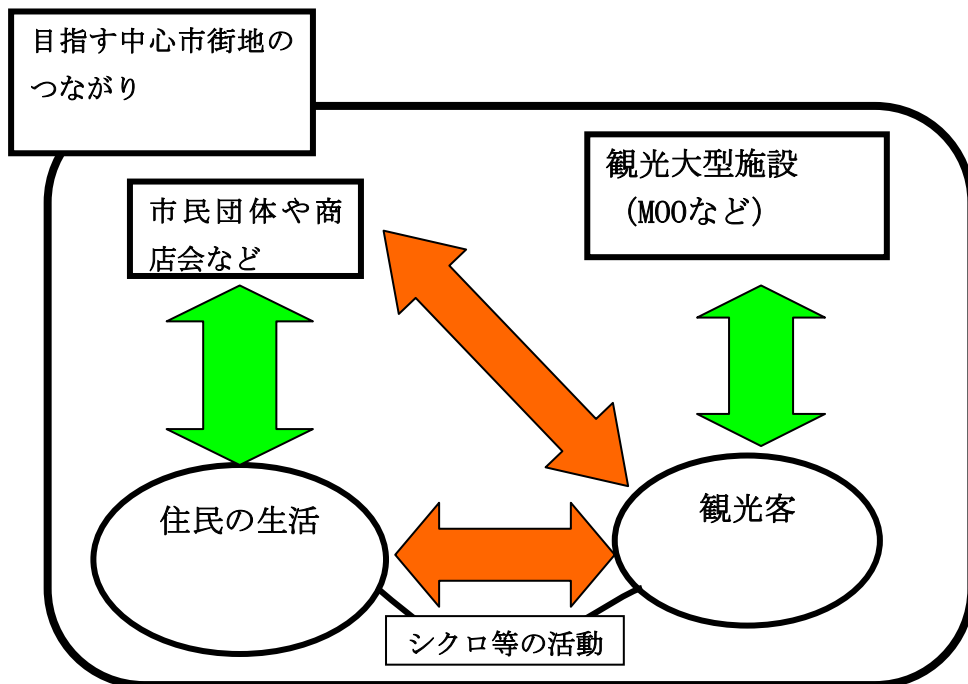 目指す中心市街地の
つながり
観光大型施設
（MOOなど）
市民団体や商
店会など
住民の生活
観光客
シクロ等の活動